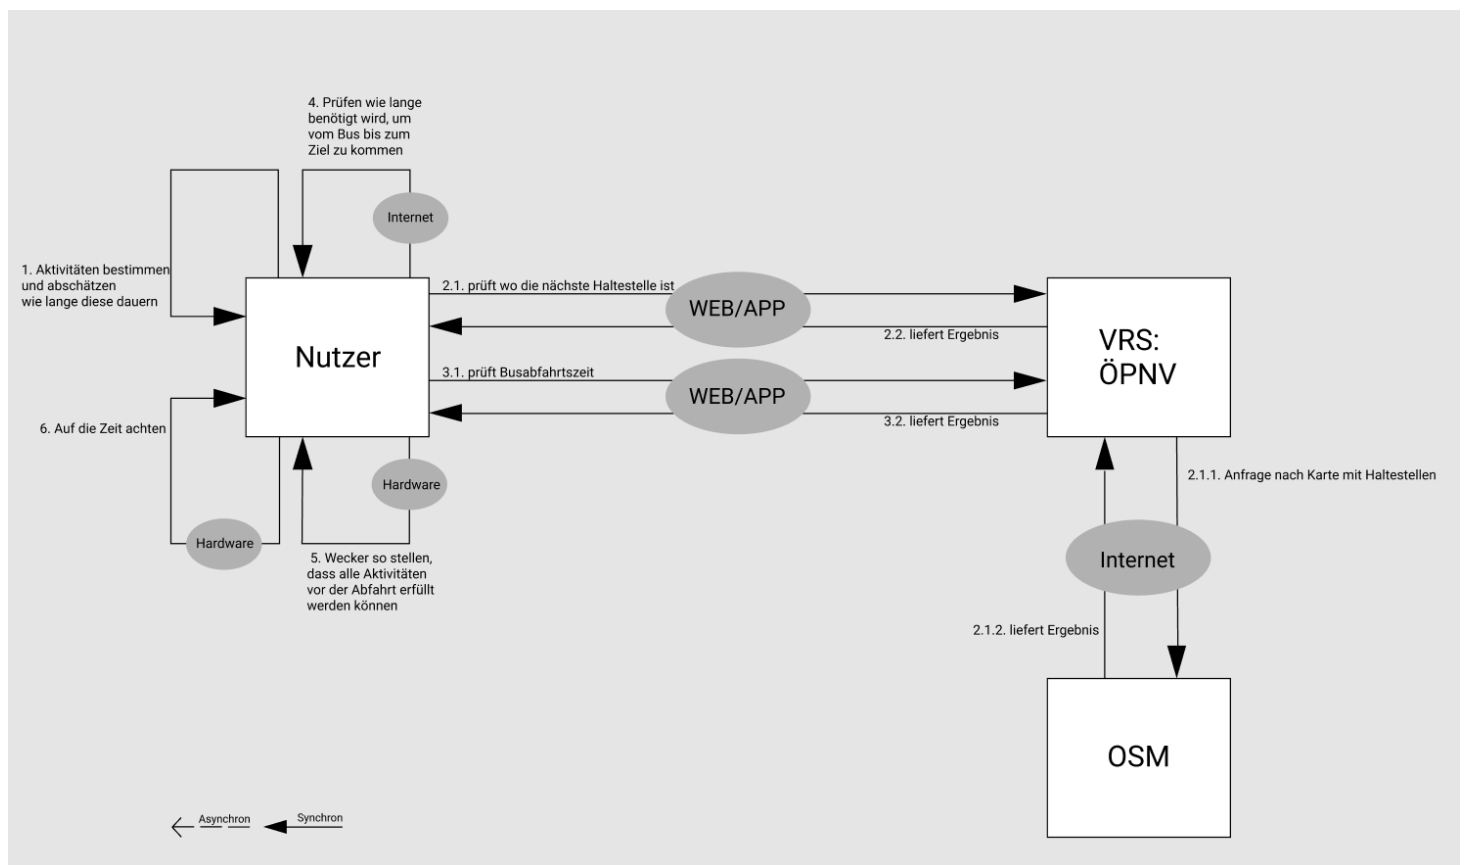 4. Prüfen wie lange
benötigt wird, um
vom Bus bis zum
Ziel zu kommen
Internet
1. Aktivitäten bestimmen
und abschätzen
wie lange diese dauern
Nutzer
2.1. prüft wo die nächste Haltestelle ist
WEB/APP
2.2. liefert Ergebnis
3.1. prüft Busabfahrtszeit
WEB/APP
3.2. liefert Ergebnis
VRS:
ÖPNV
6. Auf die Zeit achten
Hardware
Hardware
5. Wecker so stellen,
dass alle Aktivitäten
vor der Abfahrt erfüllt
werden können
2.1.1. Anfrage nach Karte mit Haltestellen
Internet
2.1.2. liefert Ergebnis
OSM
Asynchron
Synchron